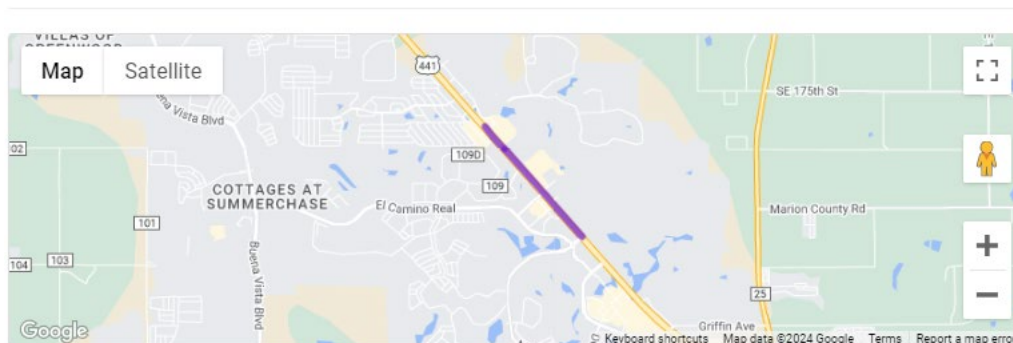 VILLAS OF
GREENWOOD
Map
Satellite
441
SE 175th St
Buena Vista Blvd
02
109D
109
COTTAGES AT
SUMMERCHASE
El Camino Real
101
Marion County Rd
104
103
Buena Vista Blvd
25
Griffin Ave
Google
Keyboard shortcuts
Map data ©2024 Google
Terms
Report a map erro